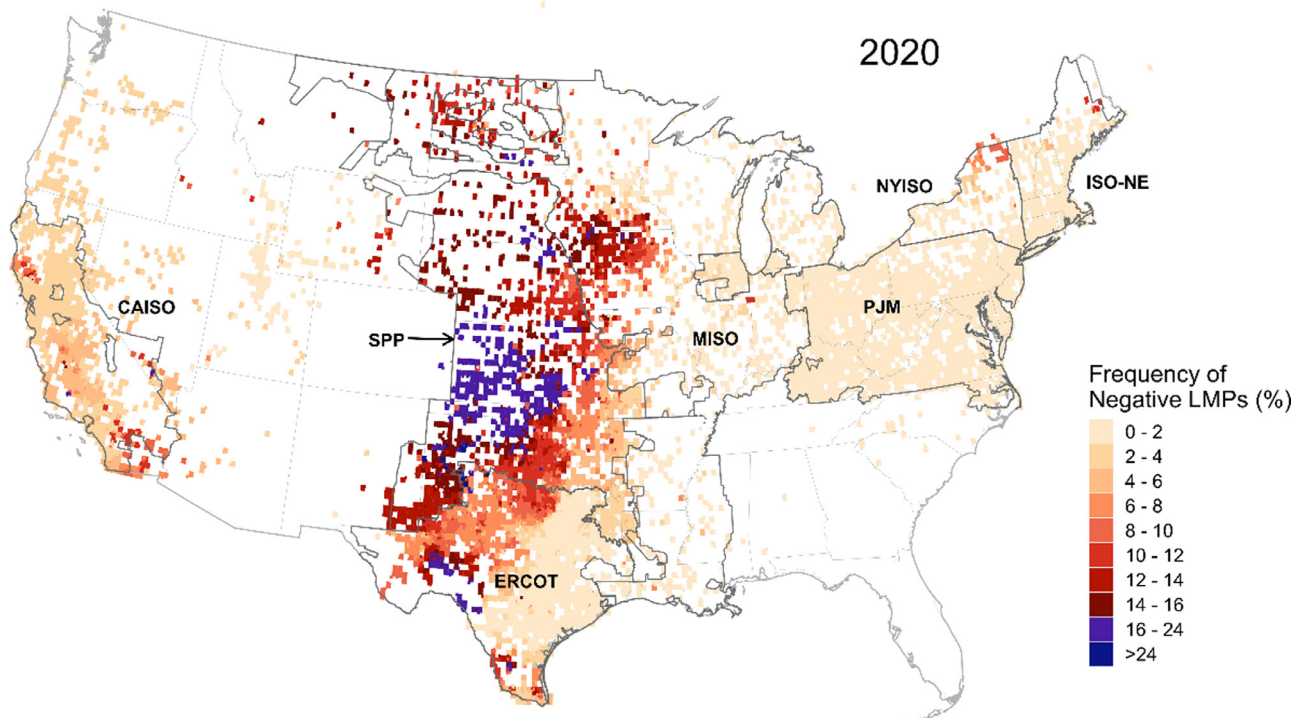 2020
NYISO
ISO-NE
CAISO
PJM
SPP
MISO
ERCOT
Frequency of
Negative LMPs (%)
0 - 2
2 - 4
4 - 6
6 - 8
8 - 10
10 - 12
12 - 14
14 - 16
16 - 24
>24